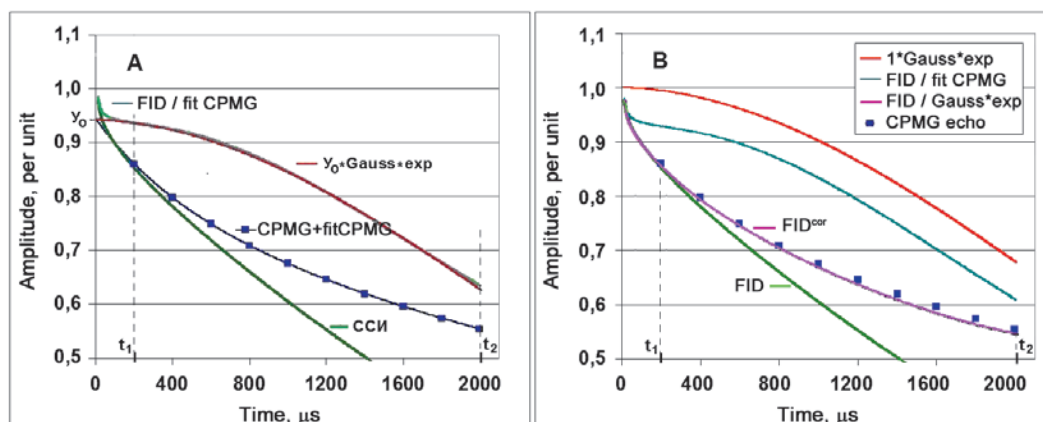 A
1,0
1,0
0,9
0,8
0,7
0,6
0,5
y₀
Amplitude, per unit
FID / fit CPMG
y₀*Gauss*exp
CPMG+fitCPMG
ССИ
t₁
t₂
0 400 800 1200 1600 2000
Time, µs
B
1,0
1,0
0,9
0,8
0,7
0,6
0,5
Amplitude, per unit
1*Gauss*exp
FID / fit CPMG
FID / Gauss*exp
CPMG echo
FIDᶜᵒʳ
FID
t₁
t₂
0 400 800 1200 1600 2000
Time, µs